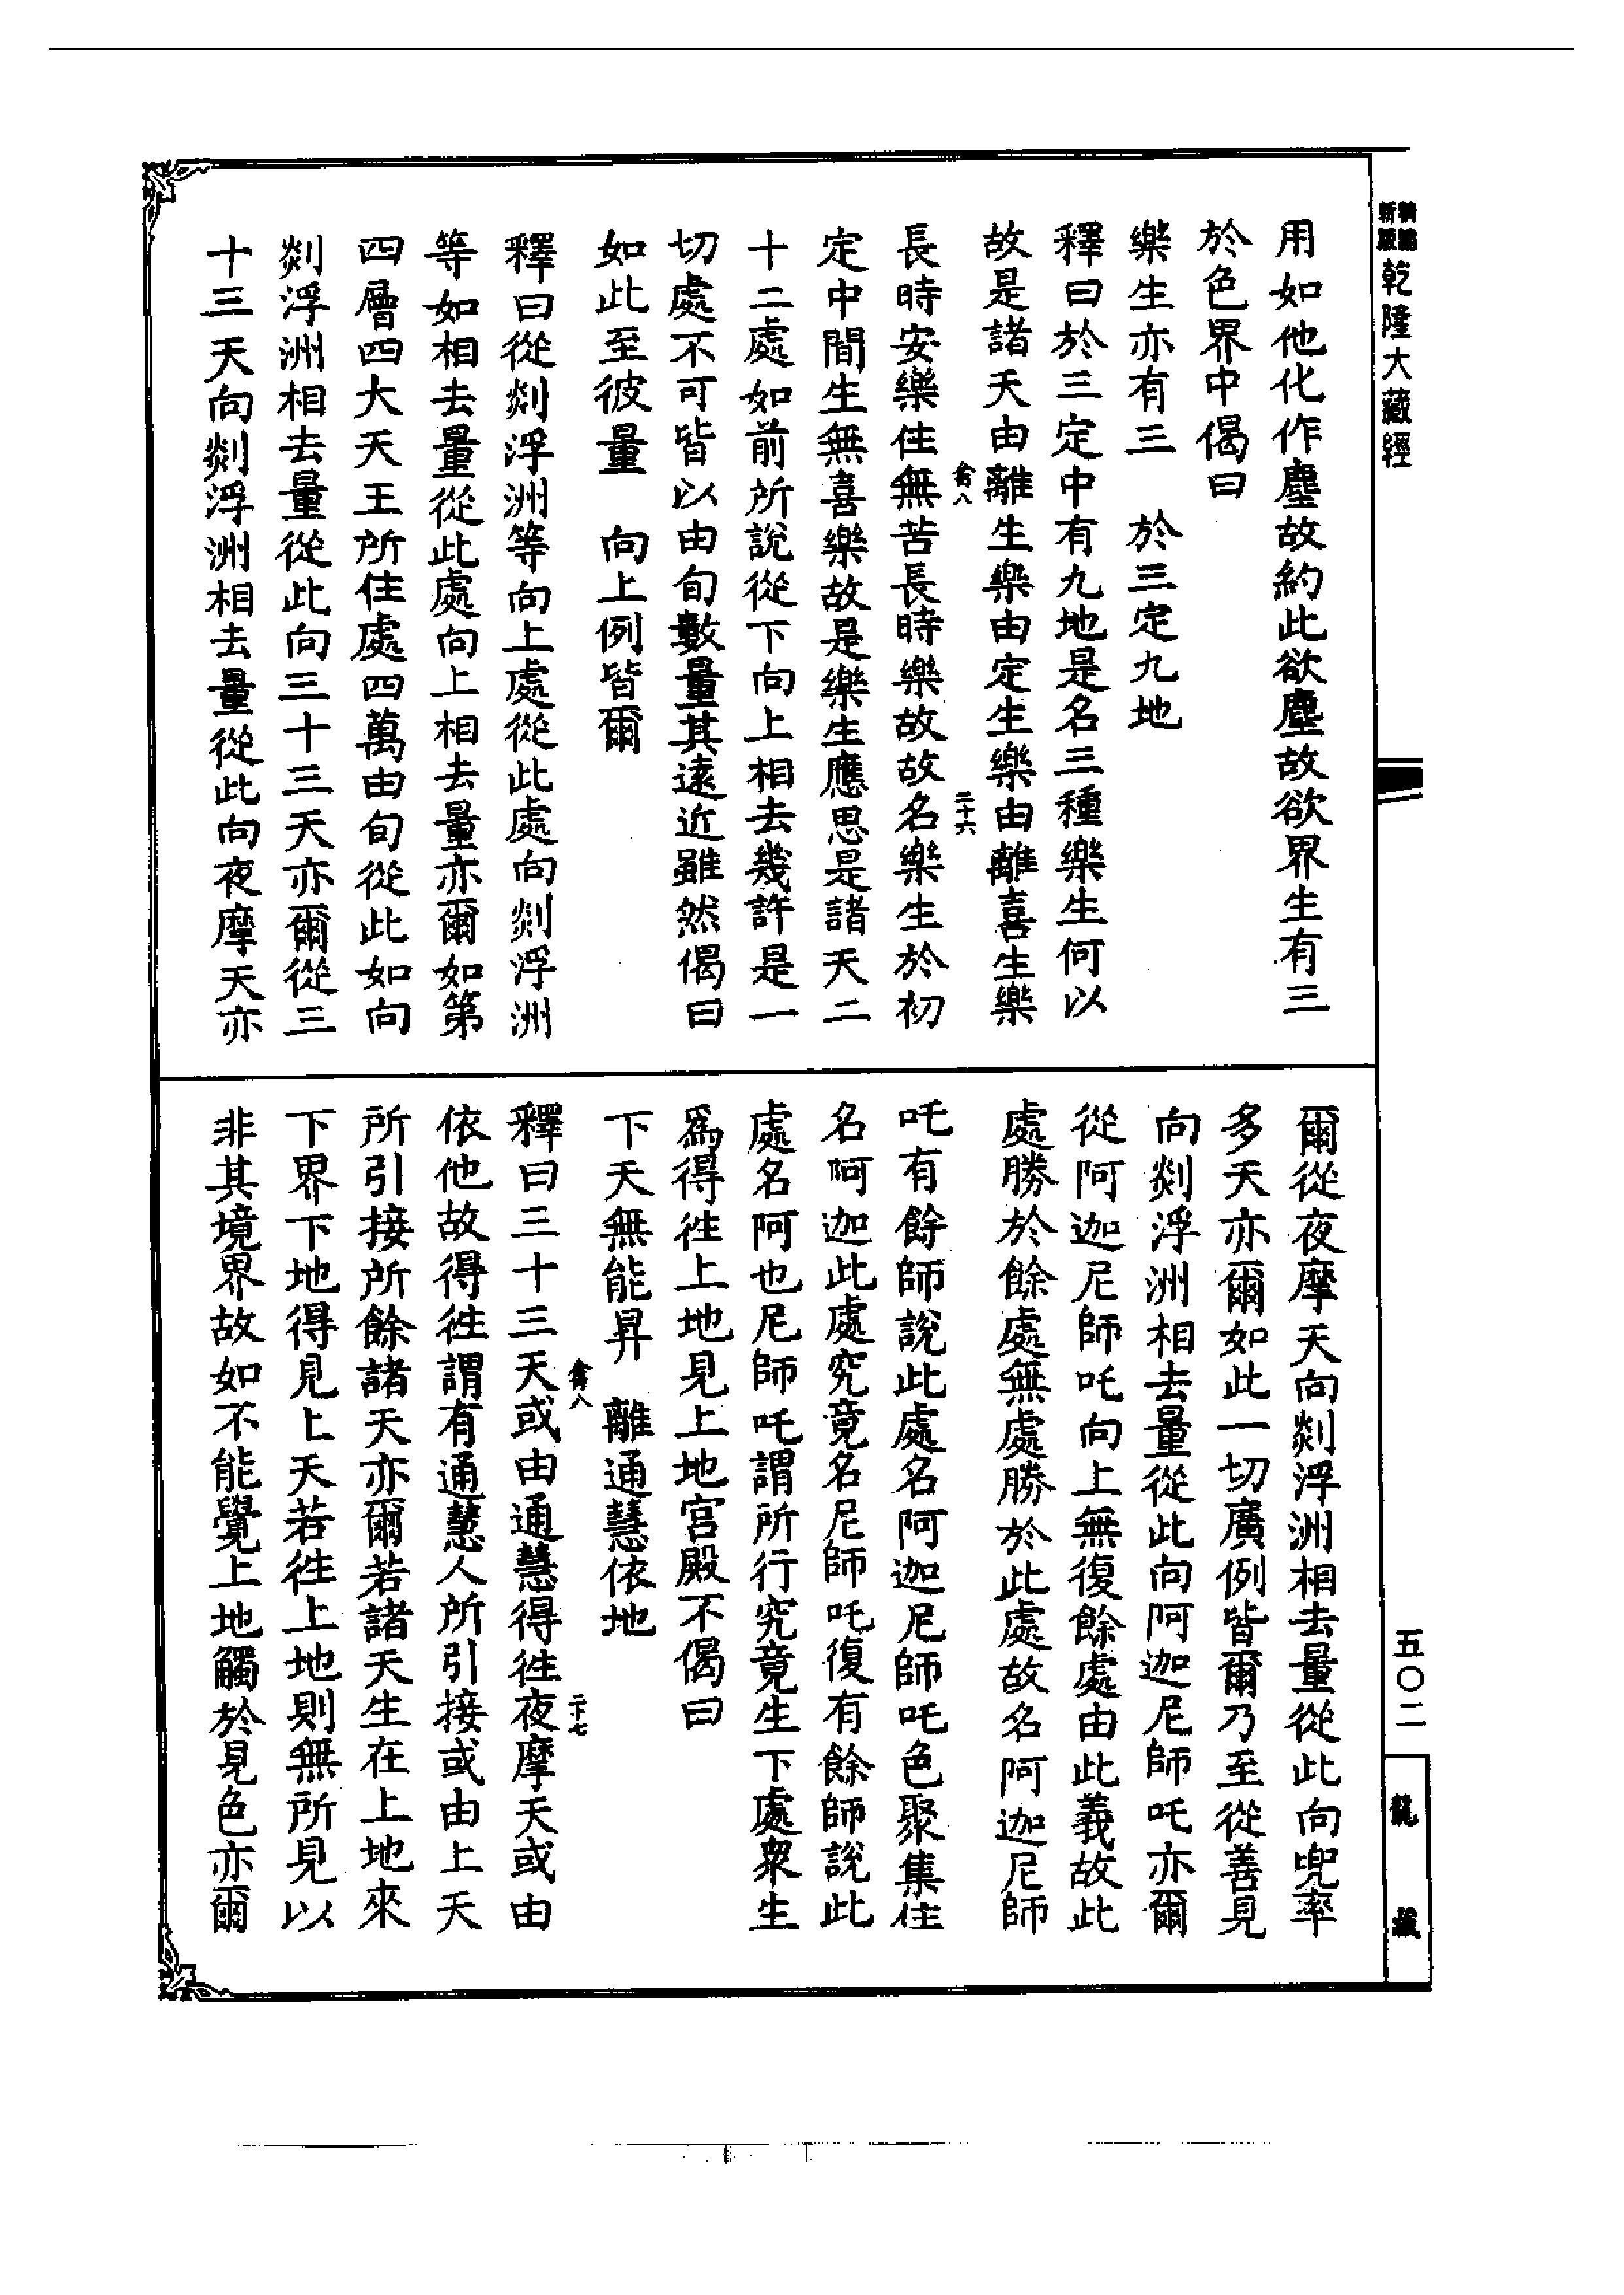 新編
縮版
乾隆大藏經
用如他化作塵故約此欲塵故欲界生有三
於色界中偈曰
樂生亦有三　於三定九地
釋曰於三定中有九地是名三種樂生何以
故是諸天由離生樂由定生樂由離喜生樂
禽八
二十六
長時安樂住無苦長時樂故故名樂生於初
定中間生無喜樂故是樂生應思是諸天二
十二處如前所說從下向上相去幾許是一
切處不可皆以由旬數量其遠近雖然偈曰
如此至彼量　向上例皆爾
釋曰從剡浮洲等向上處從此處向剡浮洲
等如相去量從此處向上相去量亦爾如第
四層四大天王所住處四萬由旬從此如向
剡浮洲相去量從此向三十三天亦爾從三
十三天向剡浮洲相去量從此向夜摩天亦
爾從夜摩天向剡浮洲相去量從此向兜率
多天亦爾如此一切廣例皆爾乃至從善見
向剡浮洲相去量從此向阿迦尼師吒亦爾
從阿迦尼師吒向上無復餘處由此義故此
處勝於餘處無處勝於此處故名阿迦尼師
吒有餘師說此處名阿迦尼師吒色聚集住
名阿迦此處究竟名尼師吒復有餘師說此
處名阿也尼師吒謂所行究竟生下處衆生
爲得徃上地見上地宮殿不偈曰
下天無能昇　離通慧依地
禽八
二十七
釋曰三十三天或由通慧得徃夜摩天或由
依他故得徃謂有通慧人所引接或由上天
所引接所餘諸天亦爾若諸天生在上地來
下界下地得見上天若徃上地則無所見以
非其境界故如不能覺上地觸於見色亦爾
五〇二
龍藏